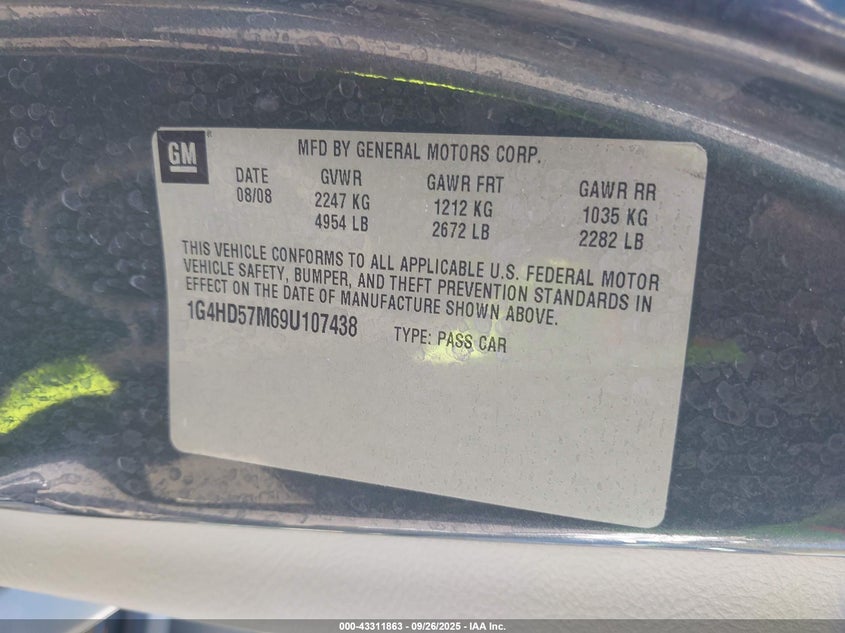 GM
MFD BY GENERAL MOTORS CORP.
DATE GVWR GAWR FRT GAWR RR
08/08 2247 KG 1212 KG 1035 KG
4954 LB 2672 LB 2282 LB
THIS VEHICLE CONFORMS TO ALL APPLICABLE U.S. FEDERAL MOTOR
VEHICLE SAFETY, BUMPER, AND THEFT PREVENTION STANDARDS IN
EFFECT ON THE DATE OF MANUFACTURE SHOWN ABOVE.
1G4HD57M69U107438 TYPE: PASS CAR
000-43311863 - 09/26/2025 - IAA Inc.